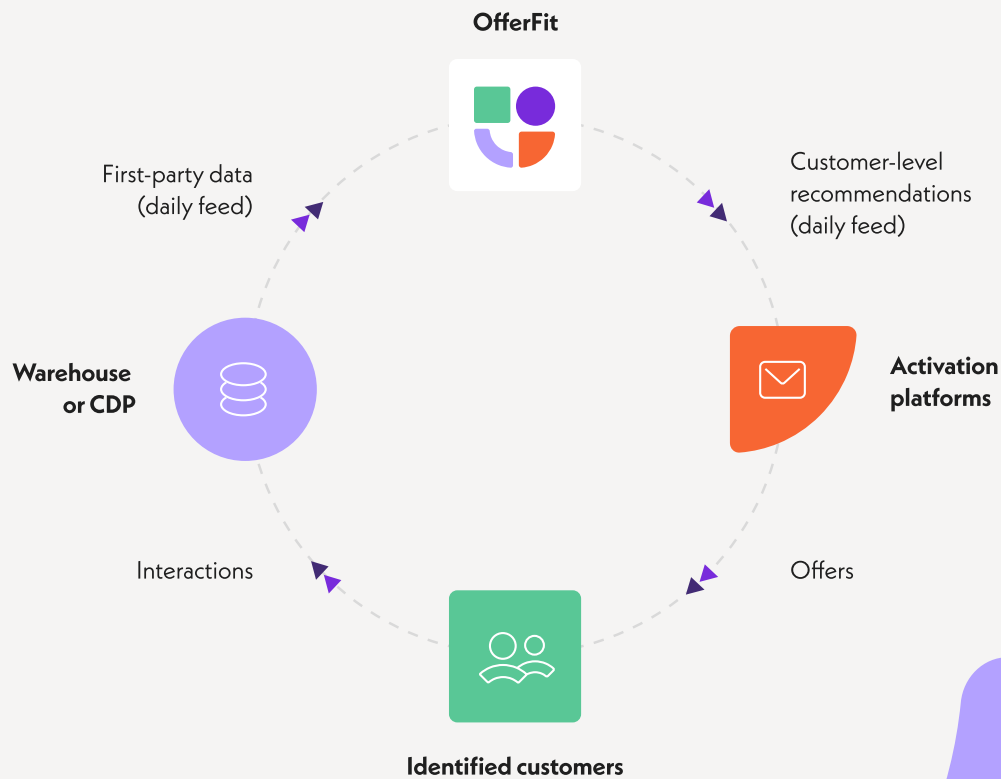 OfferFit
First-party data
(daily feed)
Customer-level
recommendations
(daily feed)
Warehouse
or CDP
Activation
platforms
Interactions
Offers
Identified customers